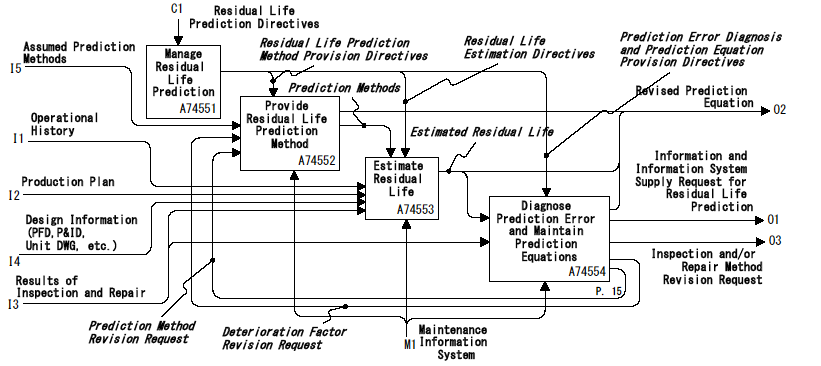 C1
Residual Life
Prediction Directives
Assumed Prediction
Methods
I5
Manage
Residual
Life
Prediction
A74551
Residual Life Prediction
Method Provision Directives
Residual Life
Estimation Directives
Prediction Error Diagnosis
and Prediction Equation
Provision Directives
Prediction Methods
Revised Prediction
Equation
O2
Operational
History
I1
Provide
Residual Life
Prediction
Method
A74552
Estimated Residual Life
Estimate
Residual
Life
A74553
Information and
Information System
Supply Request for
Residual Life
Prediction
O1
Production Plan
I2
Design Information
(PFD,P&ID,
Unit DWG, etc.)
I4
Diagnose
Prediction Error
and Maintain
Prediction
Equations
A74554
O3
Inspection and/or
Repair Method
Revision Request
Results of
Inspection and Repair
I3
P. 15
Prediction Method
Revision Request
Deterioration Factor
Revision Request
M1
Maintenance
Information
System